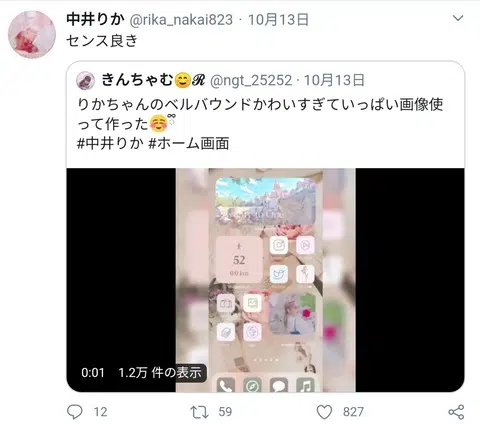 中井りか @rika_nakai823 · 10月13日
センス良き
きんちゃむ😊𝓡 @ngt_25252 · 10月13日
りかちゃんのベルバウンドかわいすぎていっぱい画像使
って作った☺️
#中井りか #ホーム画面
52
0.0 km
0:01 1.2万 件の表示
12 59 827